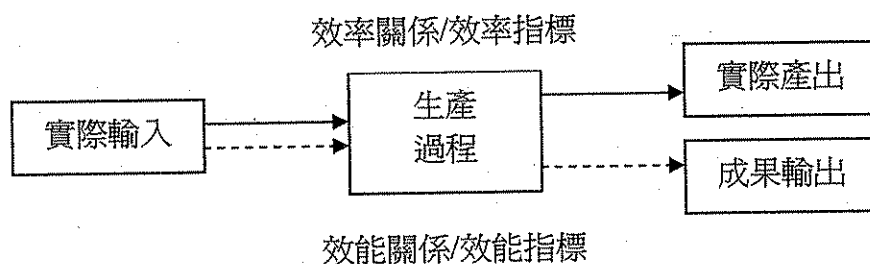 效率關係/效率指標
實際輸入
生產
過程
實際產出
成果輸出
效能關係/效能指標